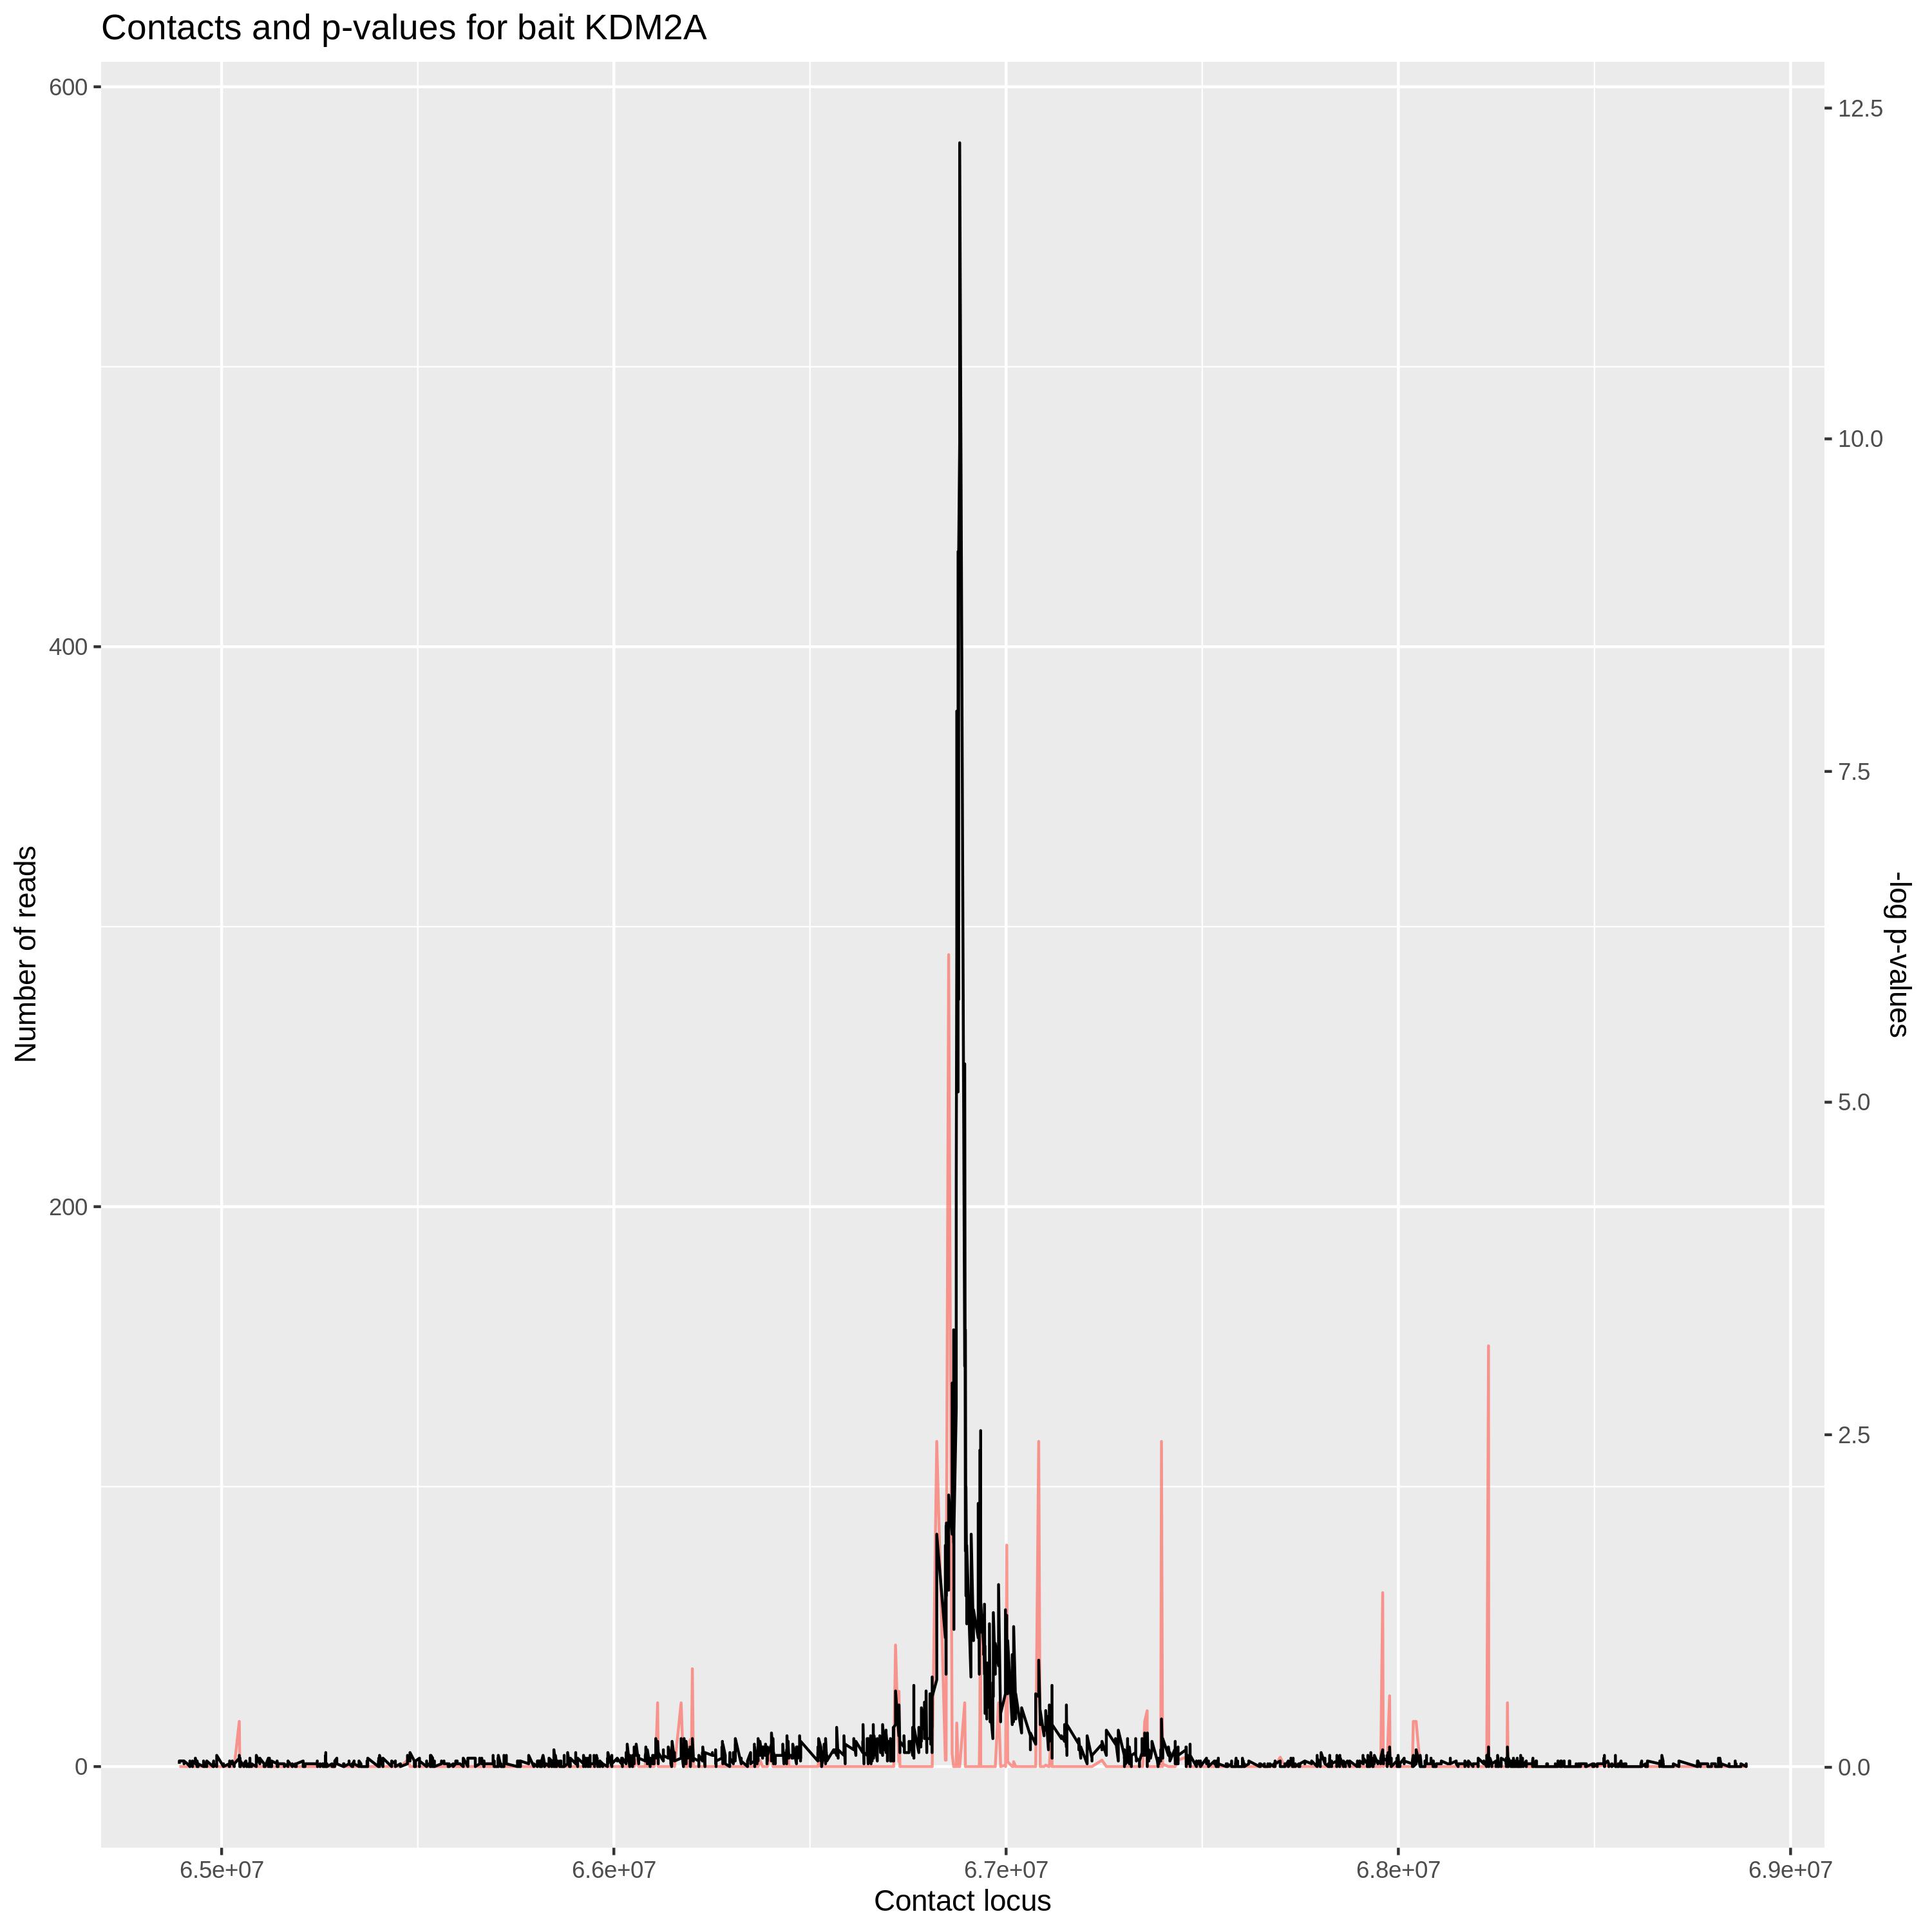 Contacts and p-values for bait KDM2A
600
400
200
0
Number of reads
12.5
10.0
7.5
5.0
2.5
0.0
-log p-values
6.5e+07
6.6e+07
6.7e+07
6.8e+07
6.9e+07
Contact locus